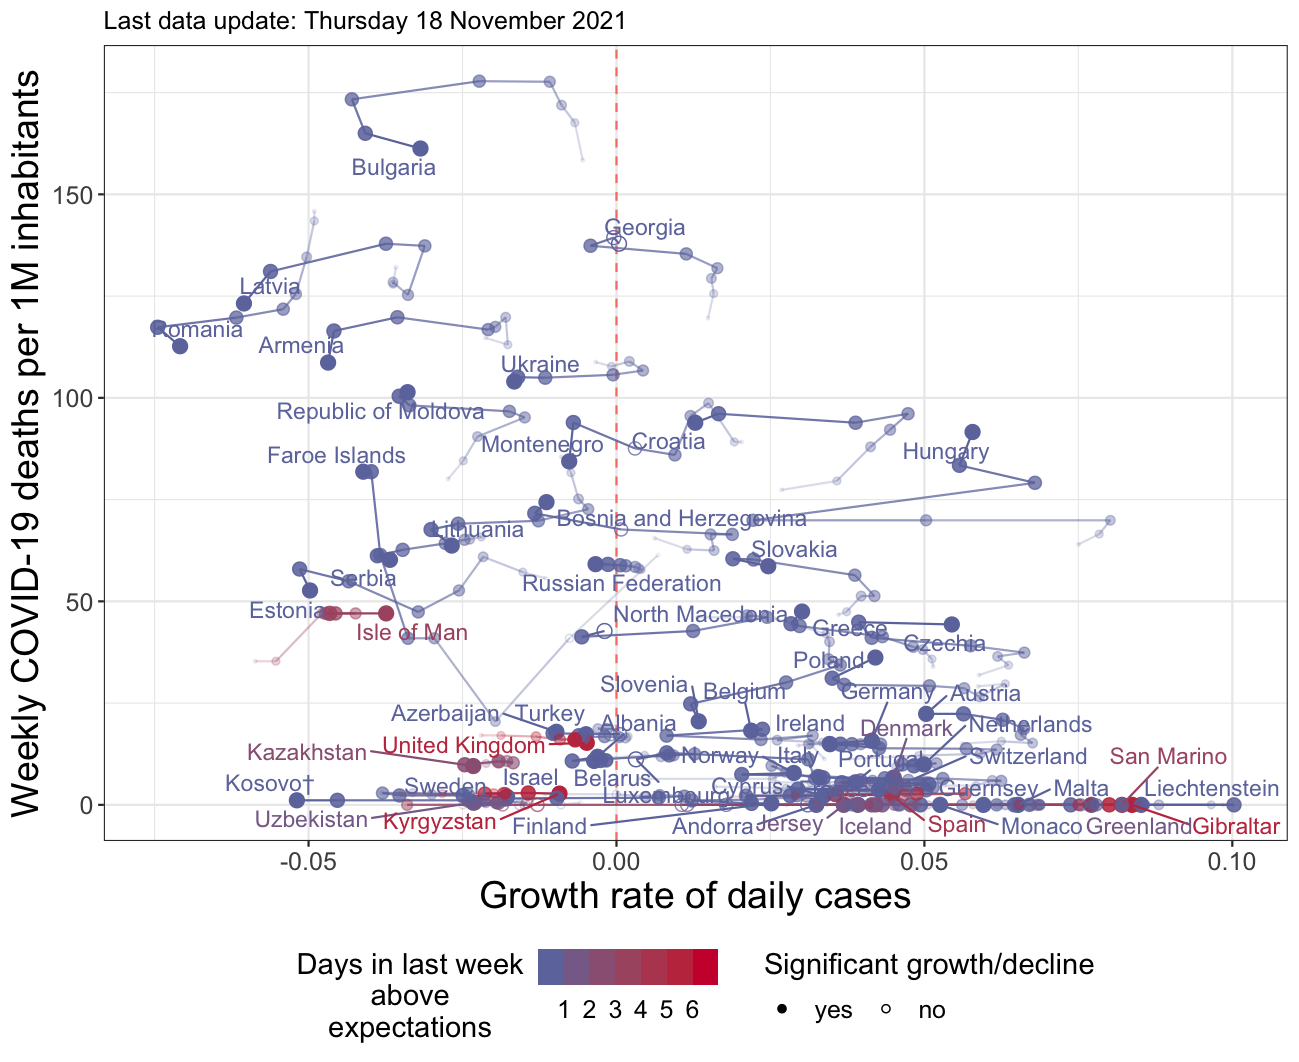 Last data update: Thursday 18 November 2021
Weekly COVID-19 deaths per 1M inhabitants
150
100
50
0
Bulgaria
Georgia
Latvia
Romania
Armenia
Ukraine
Republic of Moldova
Montenegro
Croatia
Hungary
Faroe Islands
Bosnia and Herzegovina
Lithuania
Slovakia
Serbia
Russian Federation
Estonia
North Macedonia
Isle of Man
Greece
Czechia
Poland
Slovenia
Belgium
Germany
Austria
Azerbaijan
Turkey
Albania
Ireland
Denmark
Netherlands
Kazakhstan
United Kingdom
Norway
Italy
Portugal
Switzerland
San Marino
Kosovo†
Sweden
Israel
Belarus
Luxembourg
Cyprus
Guernsey
Malta
Liechtenstein
Uzbekistan
Kyrgyzstan
Finland
Andorra
Jersey
Iceland
Spain
Monaco
Greenland
Gibraltar
-0.05
0.00
0.05
0.10
Growth rate of daily cases
Days in last week
above
expectations
1 2 3 4 5 6
Significant growth/decline
yes
no